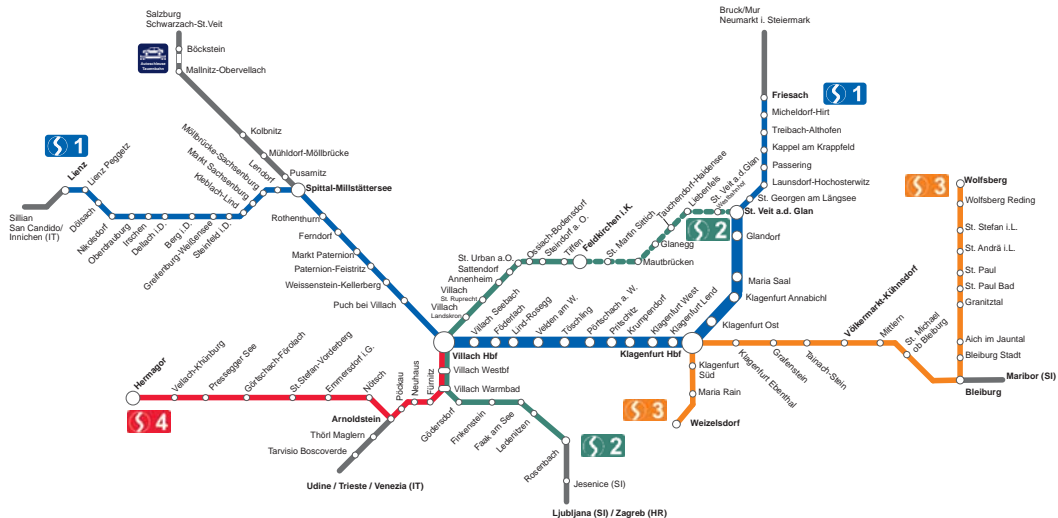 Salzburg
Schwarzach-St.Veit
Böckstein
Autoschleuse
Tauernbahn
Mallnitz-Obervellach
Kolbnitz
Mühldorf-Möllbrücke
Pusarnitz
Spittal-Millstättersee
S 1
Lienz
Lienz Peggetz
Sillian
San Candido/
Innichen (IT)
Dölsach
Nikolsdorf
Oberdrauburg
Irschen
Dellach i.D.
Berg i.D.
Greifenburg-Weißensee
Steinfeld i.D.
Kleblach-Lind
Markt Sachsenburg
Möllbrücke-Sachsenburg
Lendorf
Rothenthurn
Ferndorf
Markt Paternion
Paternion-Feistritz
Weissenstein-Kellerberg
Puch bei Villach
Villach Hbf
Villach Westbf
Villach Warmbad
Villach
Landskron
Villach
St. Ruprecht
Annenheim
Sattendorf
St. Urban a.O.
Ossiach-Bodensdorf
Steindorf a.O.
Tiffen
Feldkirchen i.K.
St. Martin Sittich
Mautbrücken
Glanegg
Tauchendorf-Haidensee
Liebenfels
St. Veit a.d.Glan
Westbahnhof
S 2
St. Veit a.d. Glan
Bruck/Mur
Neumarkt i. Steiermark
Friesach
S 1
Micheldorf-Hirt
Treibach-Althofen
Kappel am Krappfeld
Passering
Launsdorf-Hochosterwitz
St. Georgen am Längsee
Glandorf
Maria Saal
Klagenfurt Annabichl
Klagenfurt Ost
Villach Seebach
Föderlach
Lind-Rosegg
Velden am W.
Töschling
Pörtschach a. W.
Pritschitz
Krumpendorf
Klagenfurt West
Klagenfurt Lend
Klagenfurt Hbf
Klagenfurt
Süd
Maria Rain
S 3
Weizelsdorf
Klagenfurt Ebenthal
Grafenstein
Tainach-Stein
Völkermarkt-Kühnsdorf
Mittlern
St. Michael
ob Bleiburg
S 3
Wolfsberg
Wolfsberg Reding
St. Stefan i.L.
St. Andrä i.L.
St. Paul
St. Paul Bad
Granitztal
Aich im Jauntal
Bleiburg Stadt
Maribor (SI)
Bleiburg
Hermagor
S 4
Vellach-Khünburg
Pressegger See
Görtschach-Förolach
St.Stefan-Vorderberg
Emmersdorf i.G.
Nötsch
Pöckau
Neuhaus
Fürnitz
Arnoldstein
Thörl Maglern
Tarvisio Boscoverde
Udine / Trieste / Venezia (IT)
Gödersdorf
Finkenstein
Faak am See
Ledenitzen
Rosenbach
S 2
Jesenice (SI)
Ljubljana (SI) / Zagreb (HR)